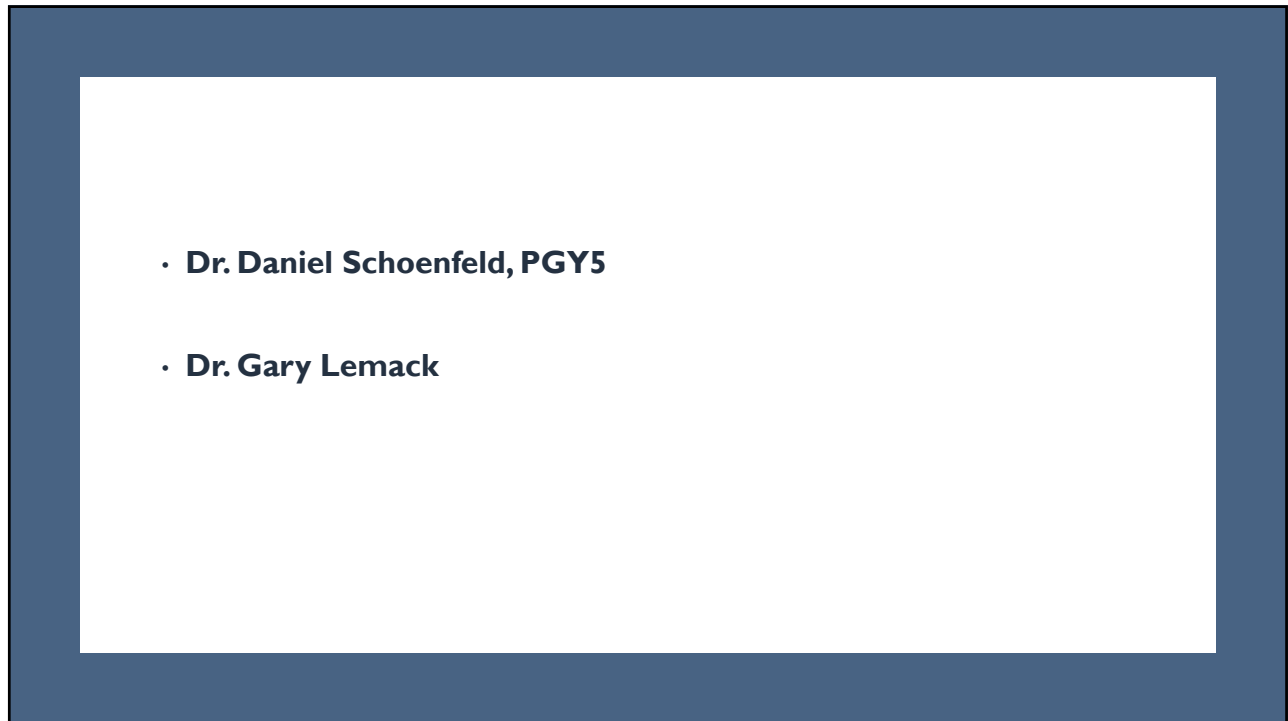 • Dr. Daniel Schoenfeld, PGY5
• Dr. Gary Lemack